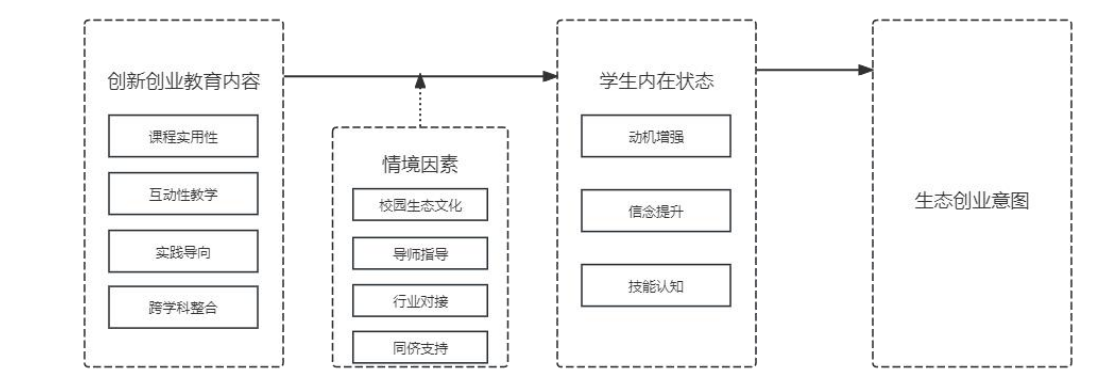 创新创业教育内容
课程实用性
互动性教学
实践导向
跨学科整合
情境因素
校园生态文化
导师指导
行业对接
同侪支持
学生内在状态
动机增强
信念提升
技能认知
生态创业意图